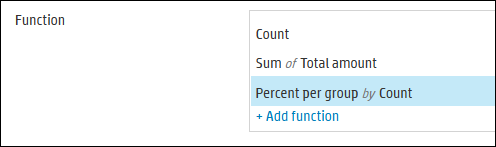 Function
Count
Sum of Total amount
Percent per group by Count
+ Add function